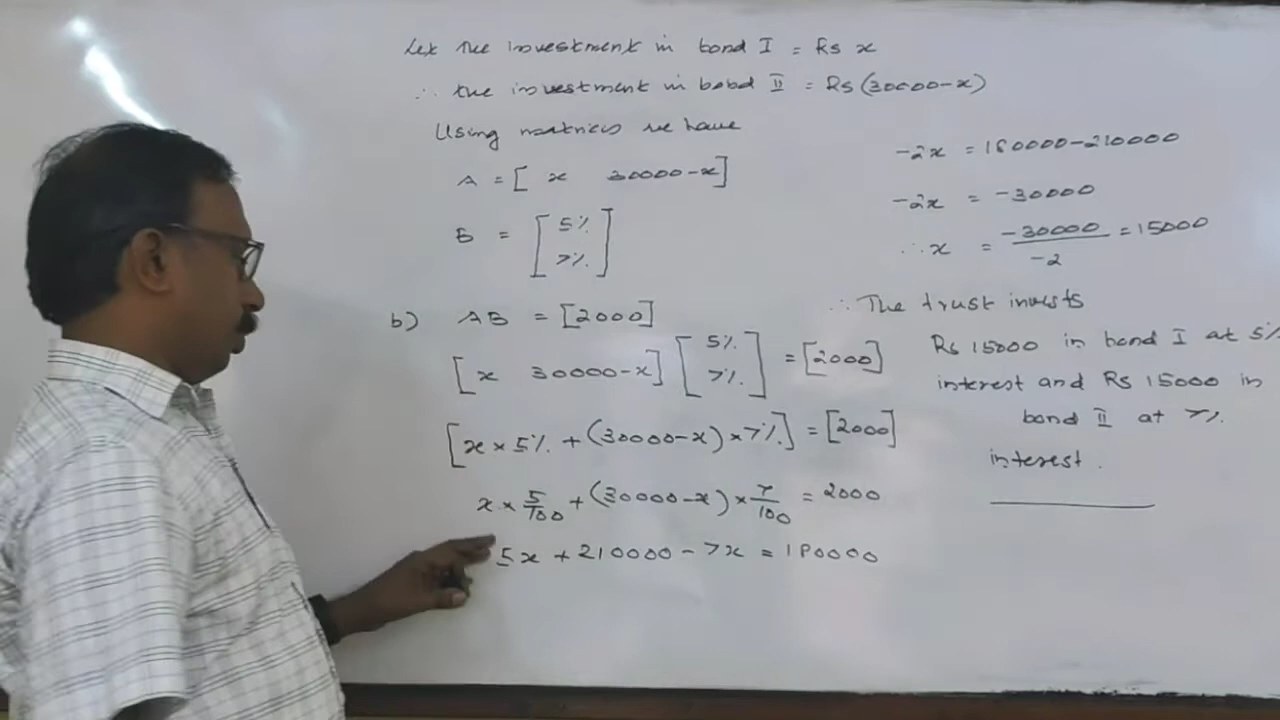 Let the investment in bond I = Rs x
∴ the investment in bobd II = Rs (30000-x)
Using matrices we have
A = [ x 30000-x ]
B = [ 5%
7% ]
b) AB = [2000]
[ x 30000-x ] [ 5%
7% ] = [2000]
[ x × 5% + (30000-x) × 7% ] = [2000]
x × 5/100 + (30000-x) × 7/100 = 2000
5x + 210000 - 7x = 180000
-2x = 180000-210000
-2x = -30000
∴ x = -30000/-2 = 15000
∴ The trust invests
Rs 15000 in bond I at 5%
interest and Rs 15000 in
bond II at 7%
interest.